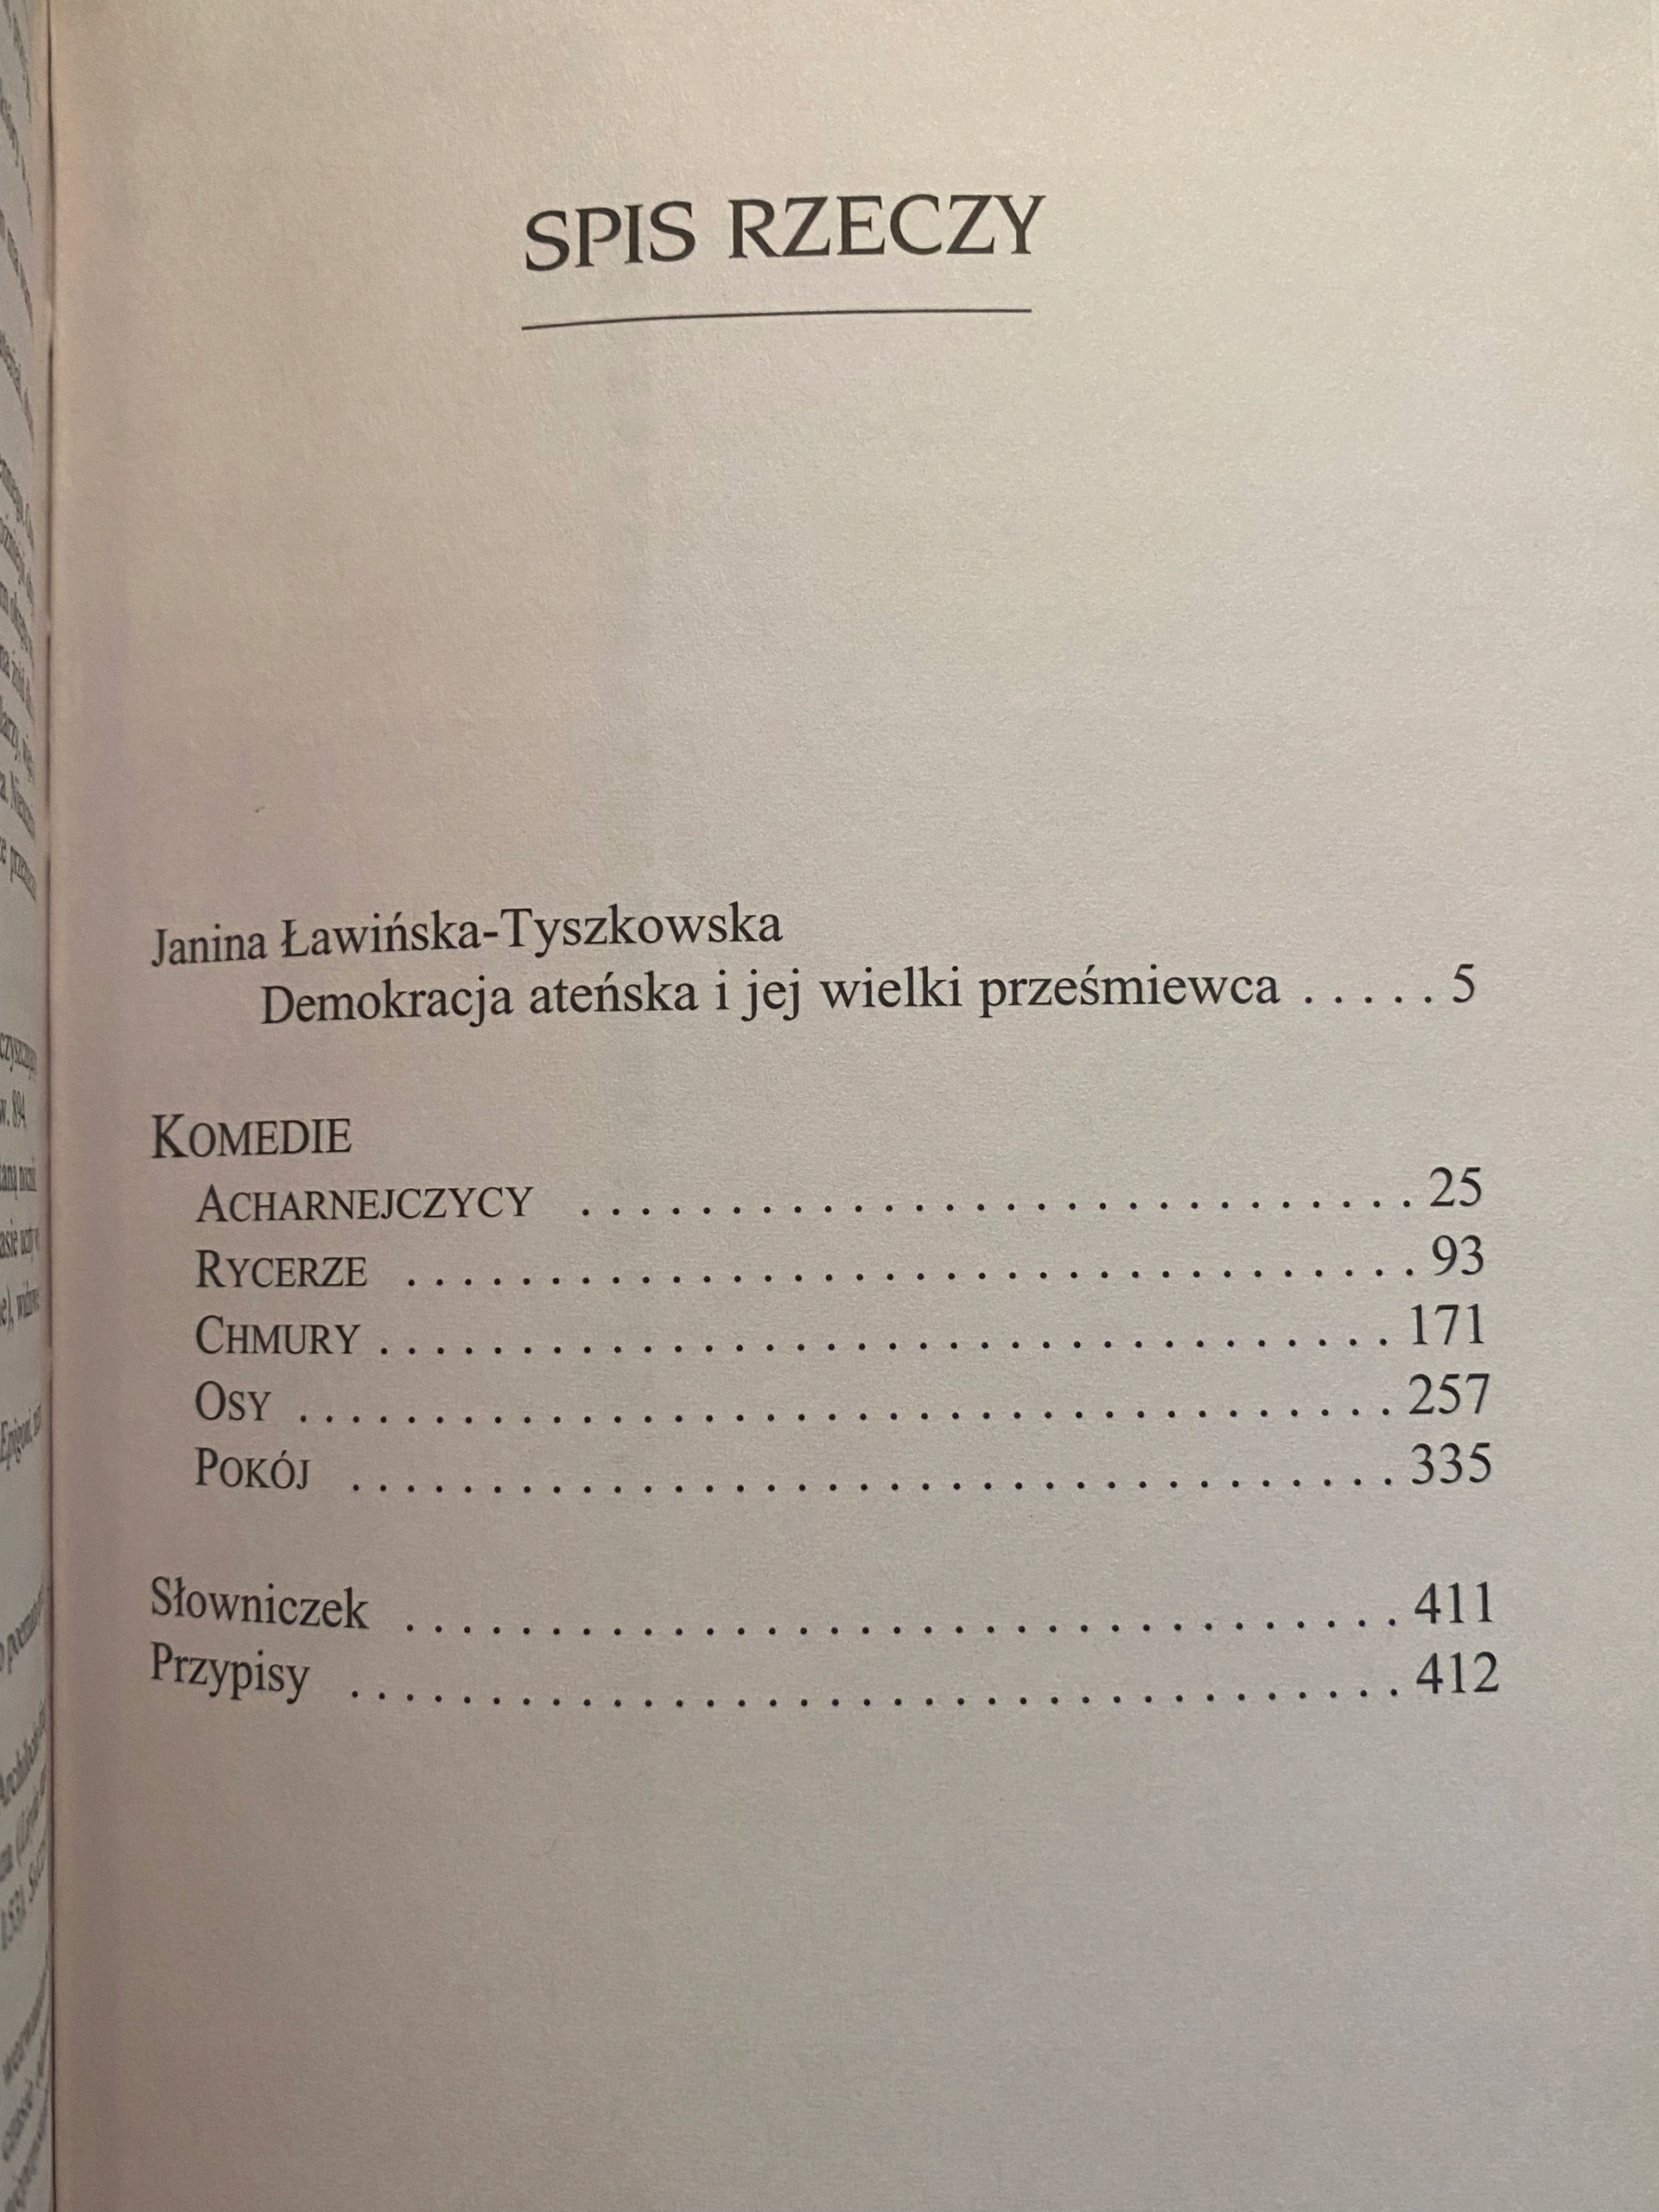 SPIS RZECZY
Janina Ławińska-Tyszkowska
Demokracja ateńska i jej wielki prześmiewca . . . . . 5
KOMEDIE
ACHARNEJCZYCY . . . . . . . . . . . . . . . . . . . . . . . . . . . . 25
RYCERZE . . . . . . . . . . . . . . . . . . . . . . . . . . . . . . . . . . 93
CHMURY . . . . . . . . . . . . . . . . . . . . . . . . . . . . . . . . . . 171
OSY . . . . . . . . . . . . . . . . . . . . . . . . . . . . . . . . . . . . . 257
POKÓJ . . . . . . . . . . . . . . . . . . . . . . . . . . . . . . . . . . . 335
Słowniczek . . . . . . . . . . . . . . . . . . . . . . . . . . . . . . . . . 411
Przypisy . . . . . . . . . . . . . . . . . . . . . . . . . . . . . . . . . . . 412